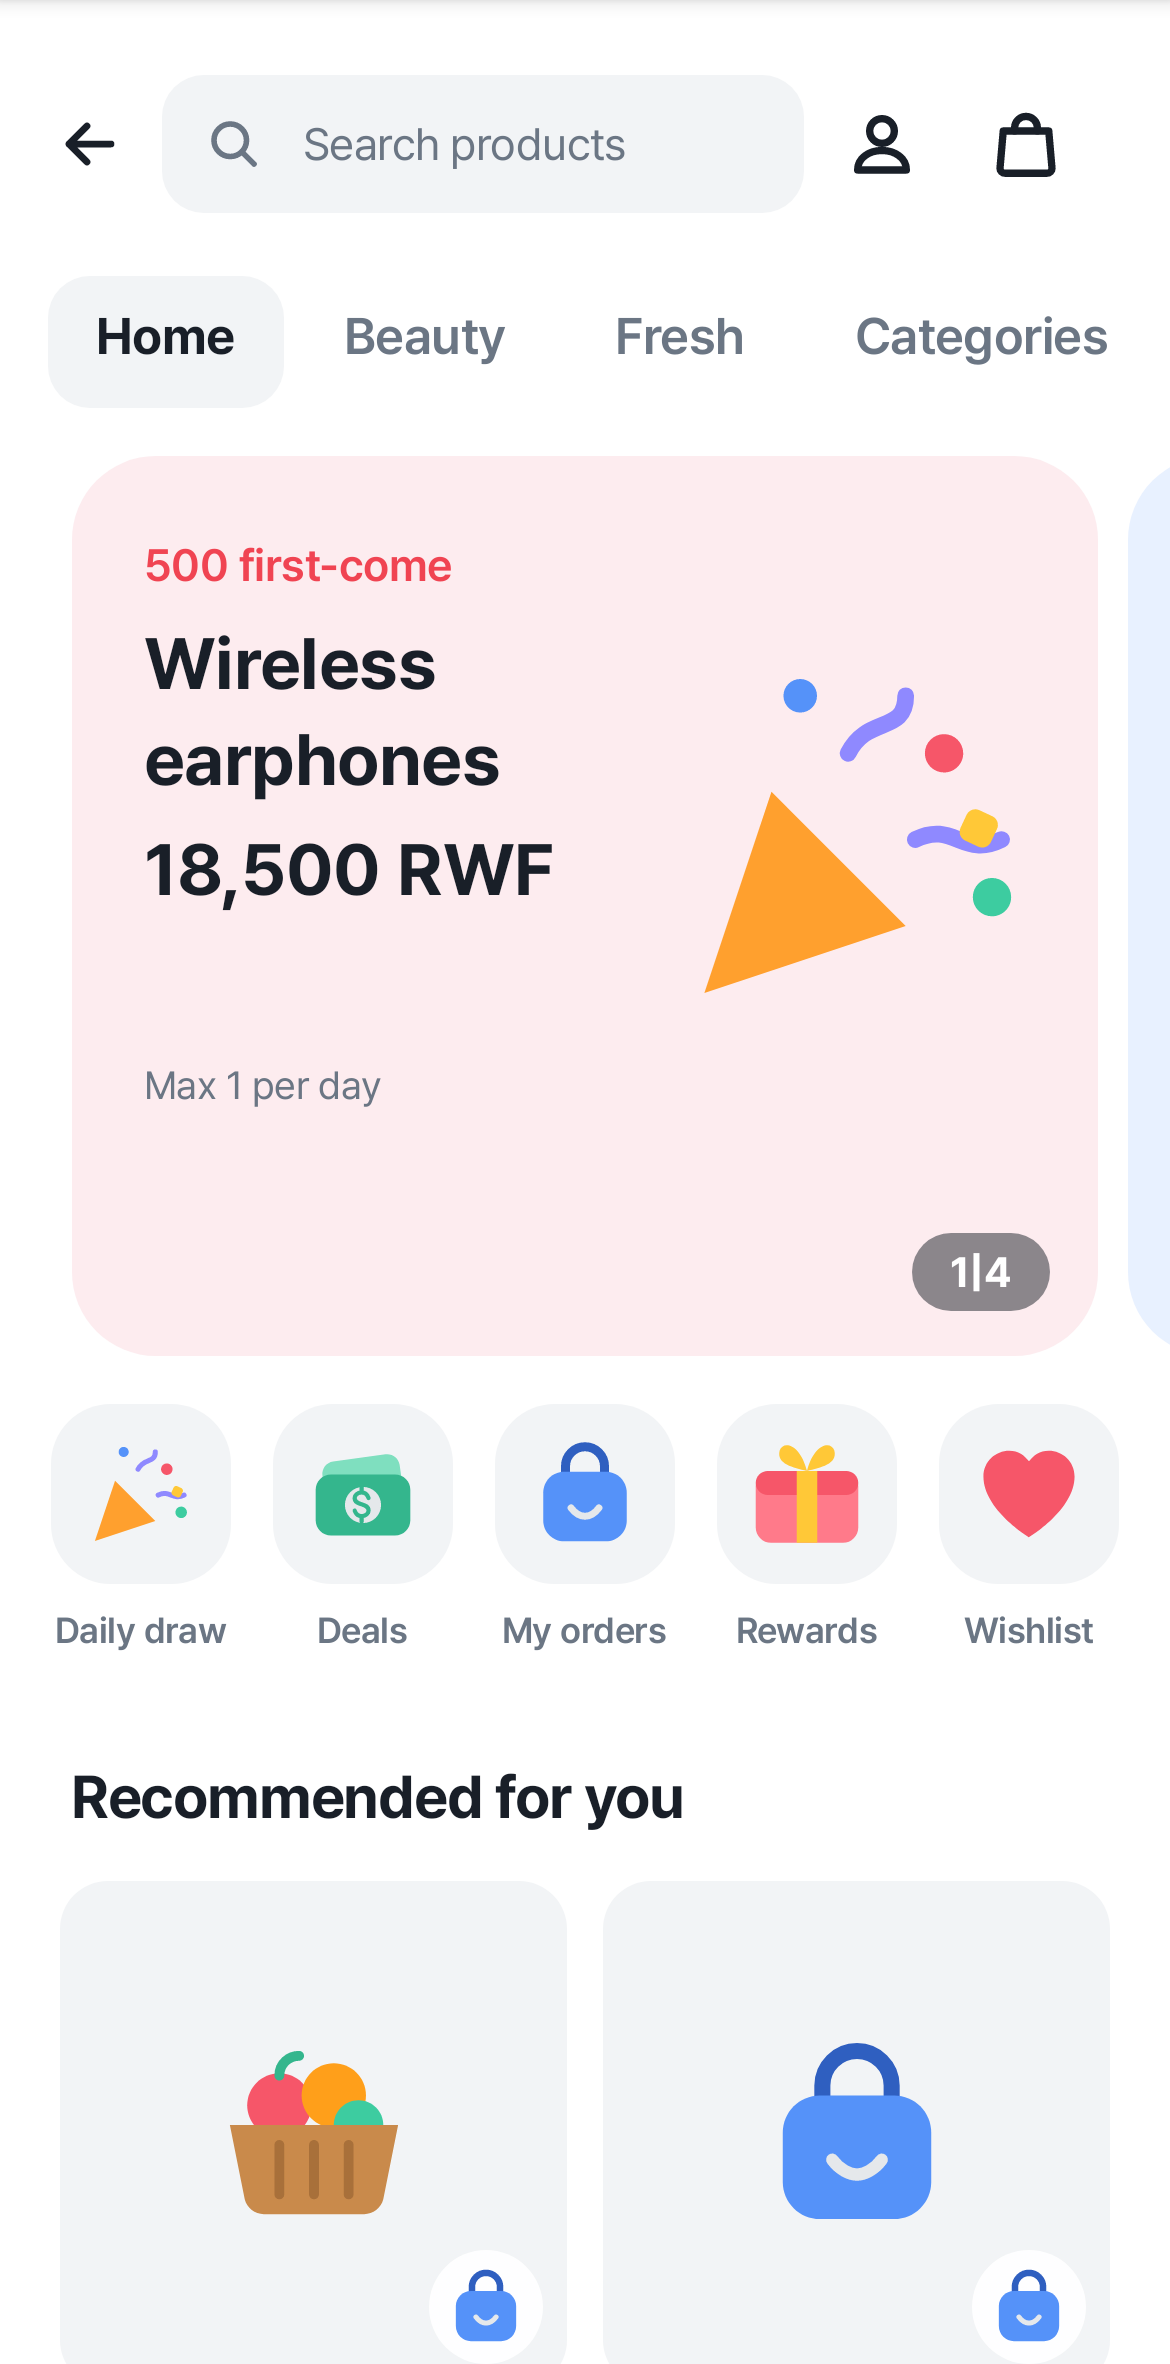 Search products
Home
Beauty
Fresh
Categories
500 first-come
Wireless
earphones
18,500 RWF
Max 1 per day
1|4
Daily draw
Deals
My orders
Rewards
Wishlist
Recommended for you